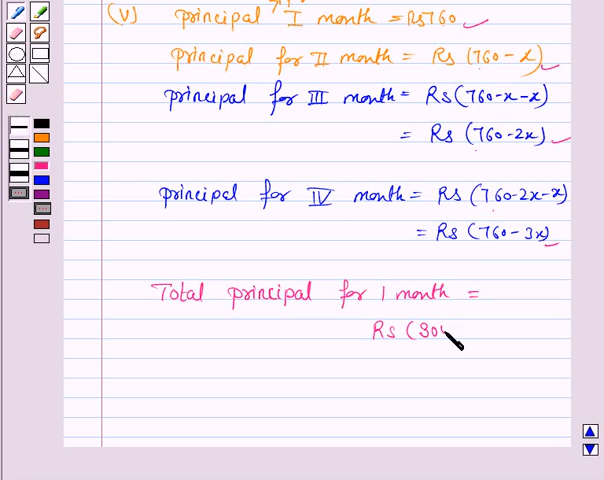 (v) principal I month = Rs760
principal for II month = Rs (760-x)
principal for III month = Rs(760-x-x)
= Rs (760-2x)
principal for IV month = Rs (760-2x-x)
= Rs (760-3x)
Total principal for 1 month =
Rs (30